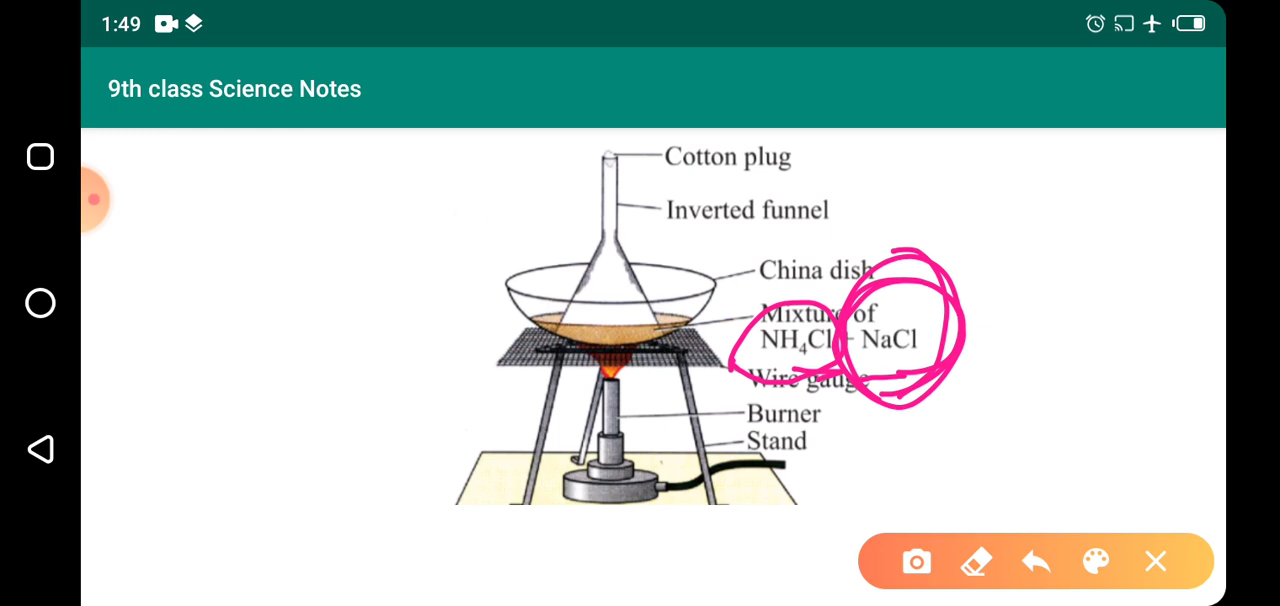 1:49
9th class Science Notes
Cotton plug
Inverted funnel
China dish
Mixture of
NH₄Cl + NaCl
Wire gauge
Burner
Stand